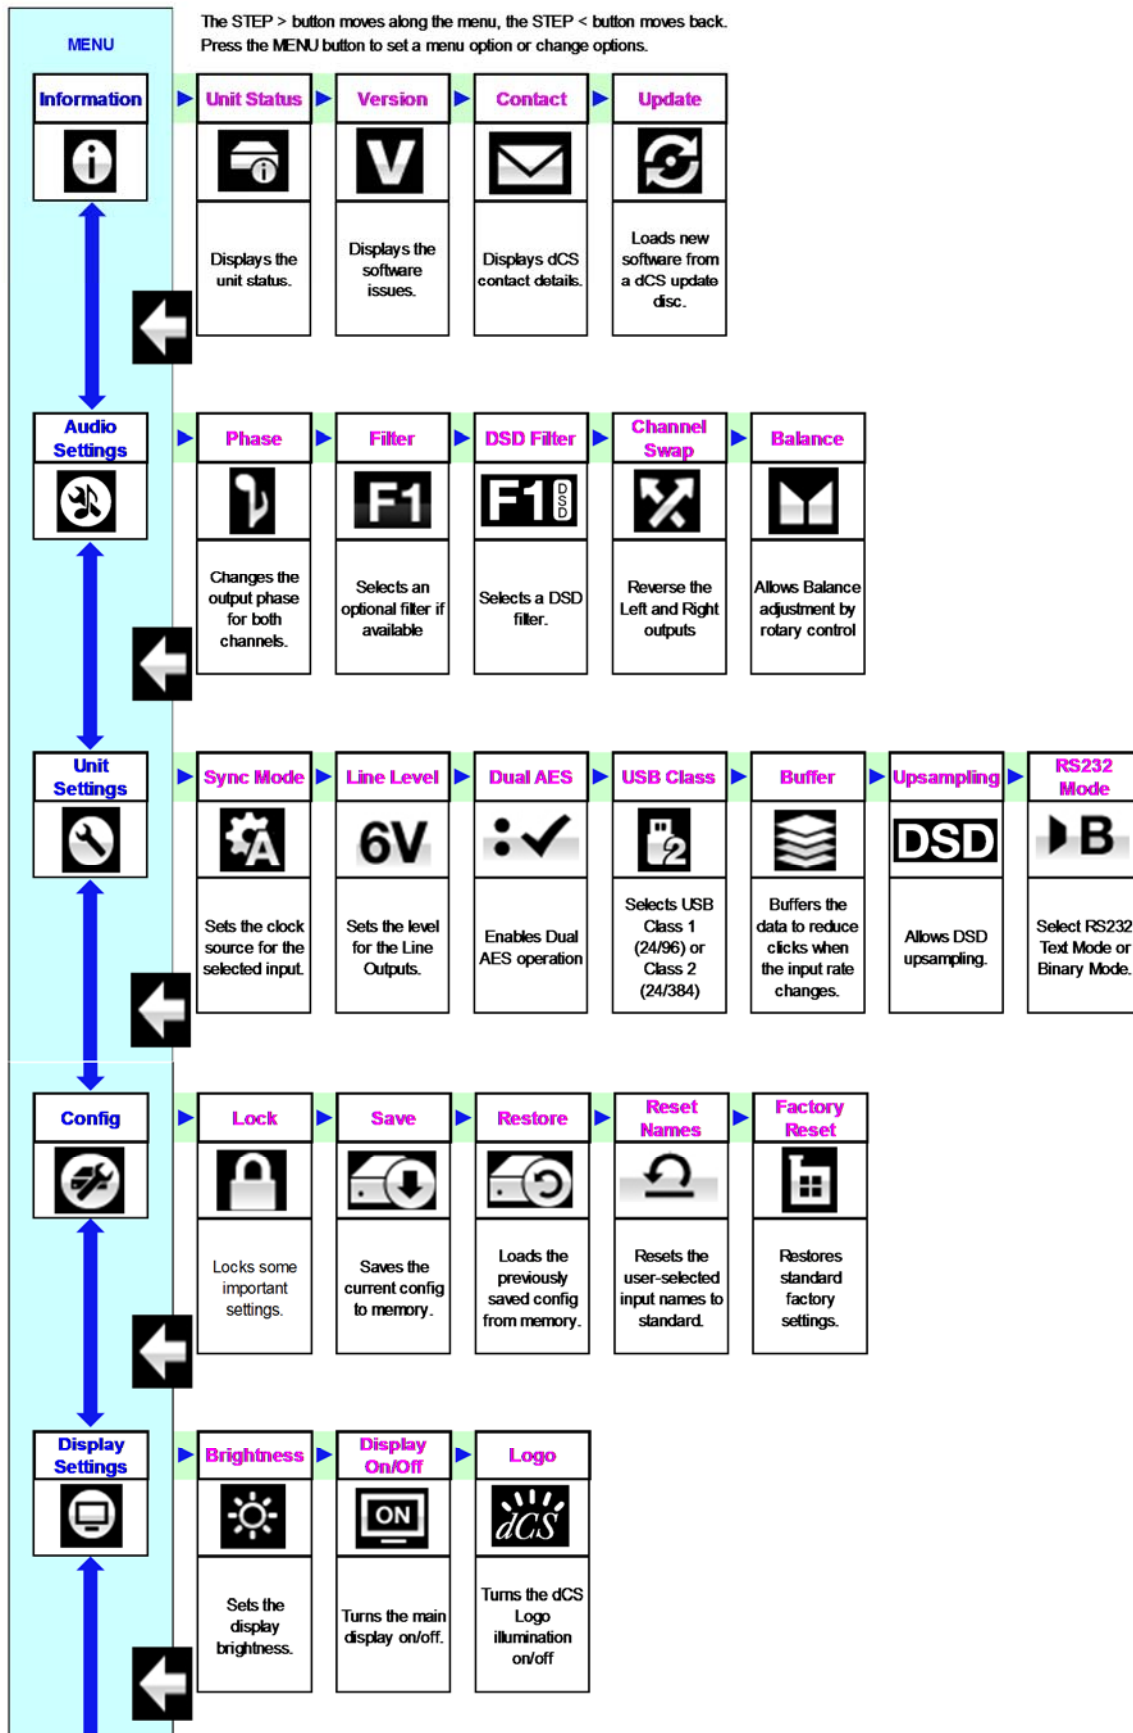 The STEP > button moves along the menu, the STEP < button moves back.
Press the MENU button to set a menu option or change options.
MENU
Information
Unit Status
Version
Contact
Update
i
i
V
Displays the
unit status.
Displays the
software
issues.
Displays dCS
contact details.
Loads new
software from
a dCS update
disc.
Audio
Settings
Phase
Filter
DSD Filter
Channel
Swap
Balance
F1
F1
DSD
Changes the
output phase
for both
channels.
Selects an
optional filter if
available
Selects a DSD
filter.
Reverse the
Left and Right
outputs
Allows Balance
adjustment by
rotary control
Unit
Settings
Sync Mode
Line Level
Dual AES
USB Class
Buffer
Upsampling
RS232
Mode
A
6V
2
DSD
B
Sets the clock
source for the
selected input.
Sets the level
for the Line
Outputs.
Enables Dual
AES operation
Selects USB
Class 1
(24/96) or
Class 2
(24/384)
Buffers the
data to reduce
clicks when
the input rate
changes.
Allows DSD
upsampling.
Select RS232
Text Mode or
Binary Mode.
Config
Lock
Save
Restore
Reset
Names
Factory
Reset
Locks some
important
settings.
Saves the
current config
to memory.
Loads the
previously
saved config
from memory.
Resets the
user-selected
input names to
standard.
Restores
standard
factory
settings.
Display
Settings
Brightness
Display
On/Off
Logo
ON
dCS
Sets the
display
brightness.
Turns the main
display on/off.
Turns the dCS
Logo
illumination
on/off